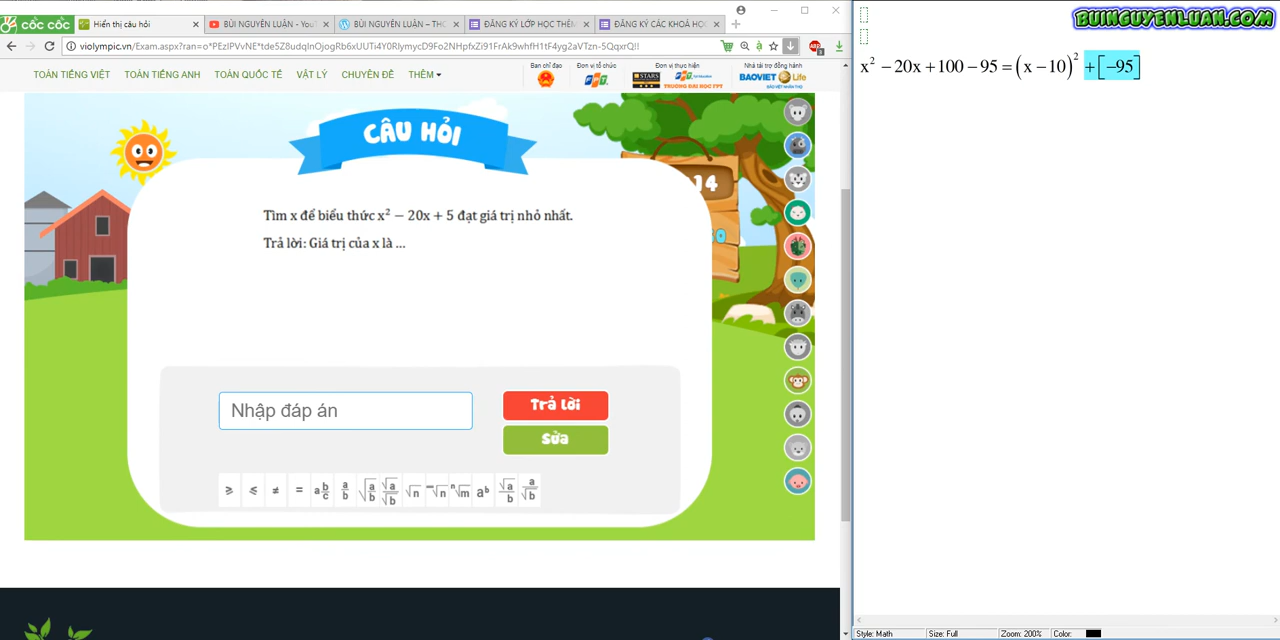 CỐC CỐC
Hiển thị câu hỏi
BÙI NGUYÊN LUÂN - You
BÙI NGUYÊN LUÂN – THC
ĐĂNG KÝ LỚP HỌC THÊM
ĐĂNG KÝ CÁC KHOÁ HỌC
violympic.vn/Exam.aspx?ran=o*PEzIPVvNE*tde5Z8udqInOjogRb6xUUTi4Y0RlymycD9Fo2NHpfxZi91FrAk9whfH1tF4yg2aVTzn-5QqxrQ!!
TOÁN TIẾNG VIỆT TOÁN TIẾNG ANH TOÁN QUỐC TẾ VẬT LÝ CHUYÊN ĐỀ THÊM
Ban chỉ đạo
Đơn vị tổ chức
FPT
Đơn vị thực hiện
STARS
FPT
TRƯỜNG ĐẠI HỌC FPT
Nhà tài trợ đồng hành
BAOVIET Life
CÂU HỎI
14
Tìm x để biểu thức x² − 20x + 5 đạt giá trị nhỏ nhất.
Trả lời: Giá trị của x là ...
Nhập đáp án
Trả lời
Sửa
≥ ≤ ≠ = a b/c a/b √(a/b) √a/√b √n −√n ⁿ√m aᵇ √a/b a/√b
BUINGUYENLUAN.COM
x² − 20x + 100 − 95 = (x − 10)² + [−95]
Style: Math Size: Full Zoom: 200% Color: